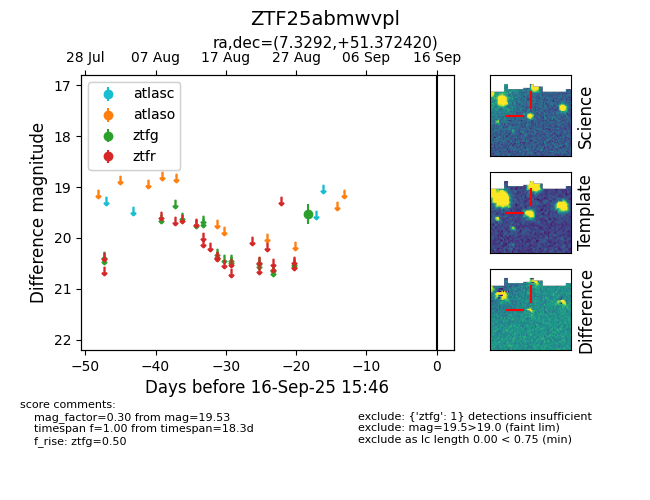 ZTF25abmwvpl
ra,dec=(7.3292,+51.372420)
28 Jul 07 Aug 17 Aug 27 Aug 06 Sep 16 Sep
atlasc
atlaso
ztfg
ztfr
17
18
19
20
21
22
Difference magnitude
−50 −40 −30 −20 −10 0
Days before 16-Sep-25 15:46
Science
Template
Difference
score comments:
mag_factor=0.30 from mag=19.53
timespan f=1.00 from timespan=18.3d
f_rise: ztfg=0.50
exclude: {'ztfg': 1} detections insufficient
exclude: mag=19.5>19.0 (faint lim)
exclude as lc length 0.00 < 0.75 (min)